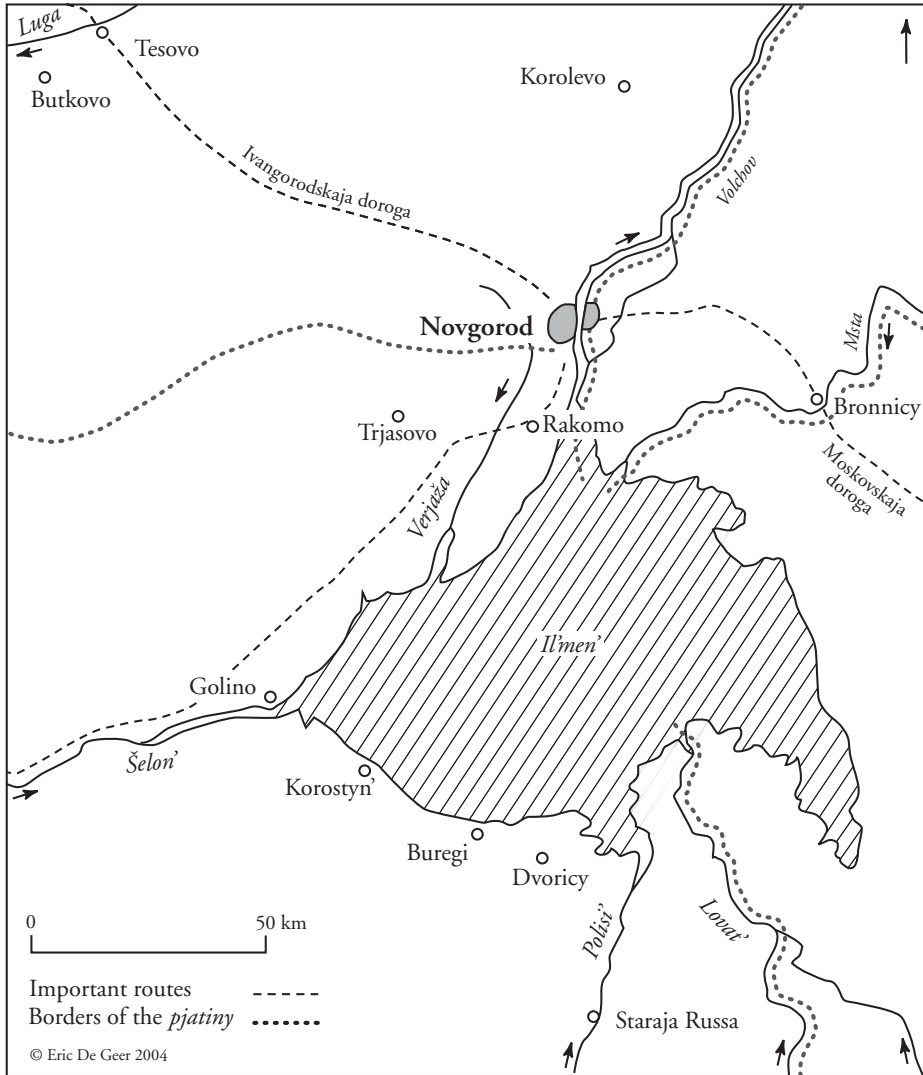 Luga
Tesovo
Butkovo
Korolevo
Ivangorodskaja doroga
Volchov
Novgorod
Msta
Bronnicy
Trjasovo
Rakomo
Moskovskaja
doroga
Verjaža
Il'men'
Golino
Šelon'
Korostyn'
Buregi
Dvoricy
Polisi'
Lovat'
0 50 km
Staraja Russa
Important routes
Borders of the pjatiny
© Eric De Geer 2004